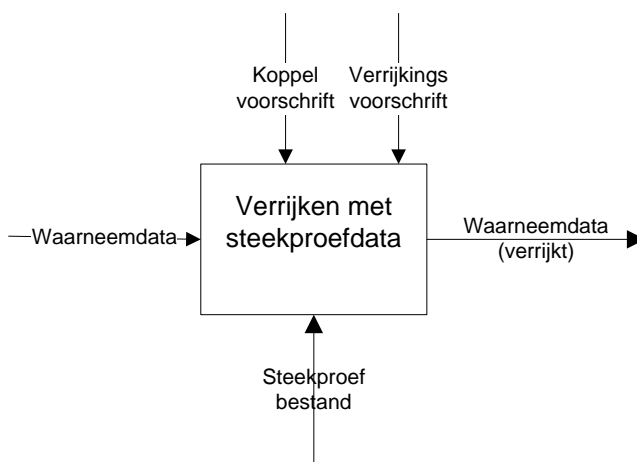 Koppel
voorschrift
Verrijkings
voorschrift
Verrijken met
steekproefdata
Waarneemdata
Waarneemdata
(verrijkt)
Steekproef
bestand